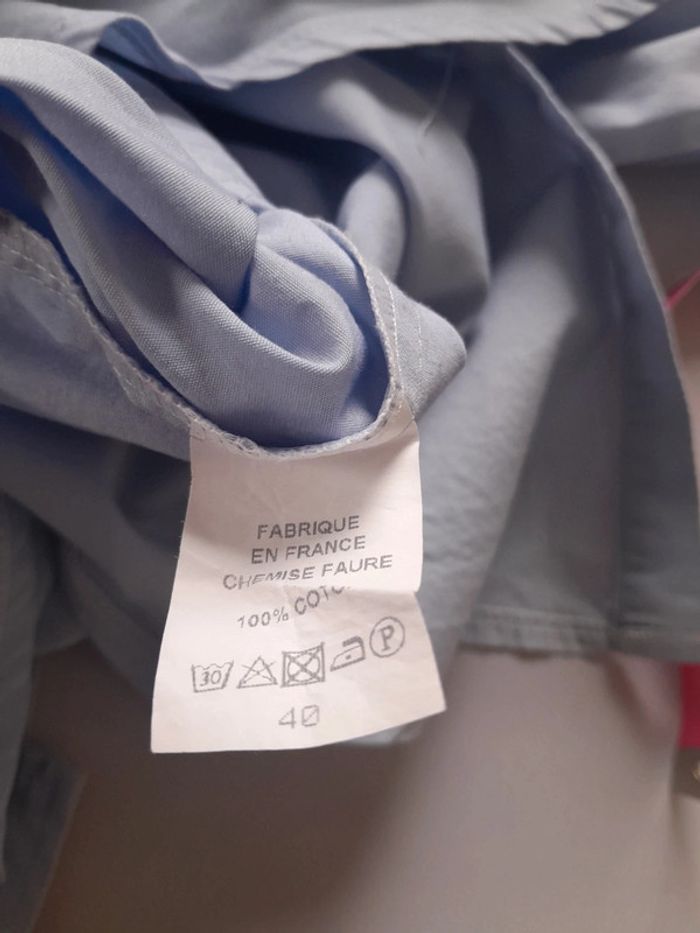 FABRIQUE
EN FRANCE
CHEMISE FAURE
100% COTO
30 P
40